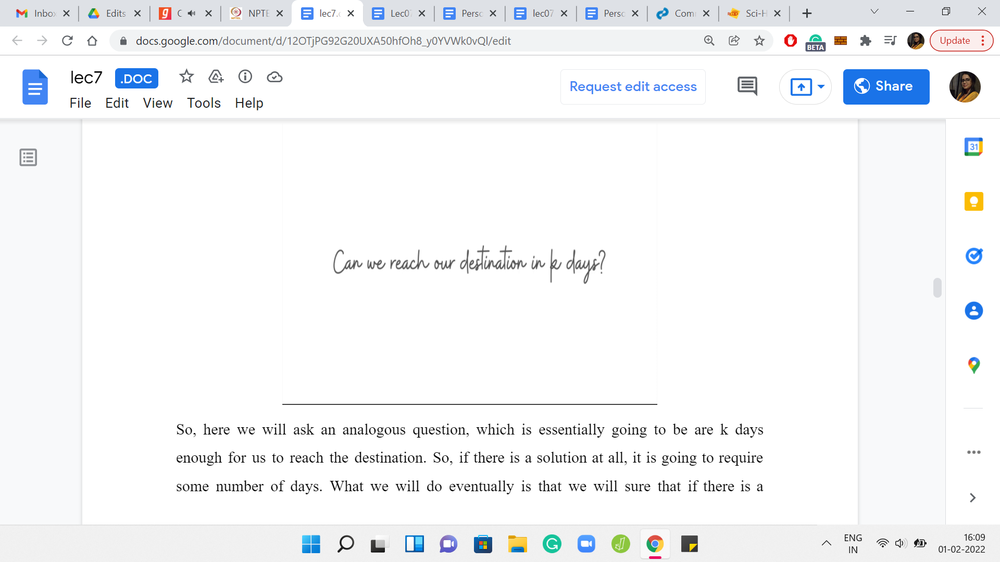 Inbo
Edits
C
NPTE
lec7.
Lec0
Perso
lec07
Perso
Com
Sci-H
docs.google.com/document/d/12OTjPG92G20UXA50hfOh8_y0YVWk0vQl/edit
BETA
Update
lec7 .DOC
Request edit access
Share
File Edit View Tools Help
31
Can we reach our destination in k days?
So, here we will ask an analogous question, which is essentially going to be are k days
enough for us to reach the destination. So, if there is a solution at all, it is going to require
some number of days. What we will do eventually is that we will sure that if there is a
ENG
IN
16:09
01-02-2022